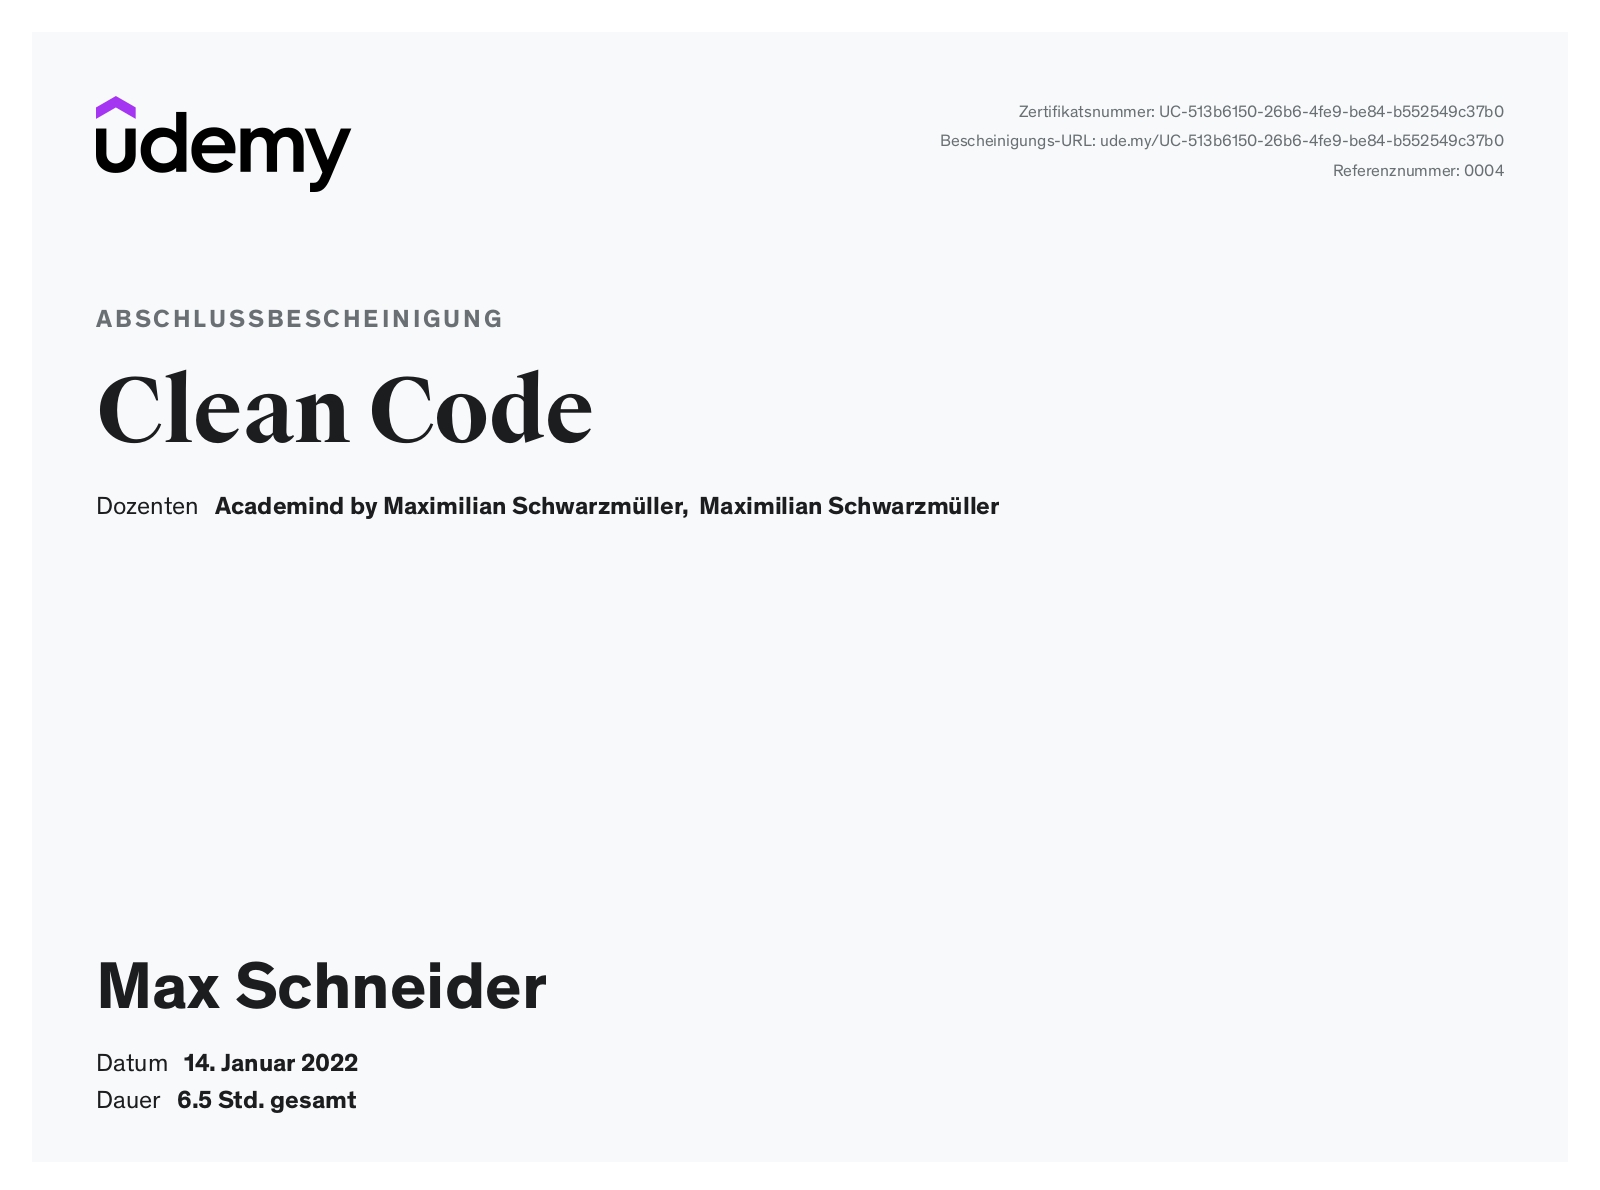 udemy
Zertifikatsnummer: UC-513b6150-26b6-4fe9-be84-b552549c37b0
Bescheinigungs-URL: ude.my/UC-513b6150-26b6-4fe9-be84-b552549c37b0
Referenznummer: 0004
ABSCHLUSSBESCHEINIGUNG
Clean Code
Dozenten Academind by Maximilian Schwarzmüller, Maximilian Schwarzmüller
Max Schneider
Datum 14. Januar 2022
Dauer 6.5 Std. gesamt